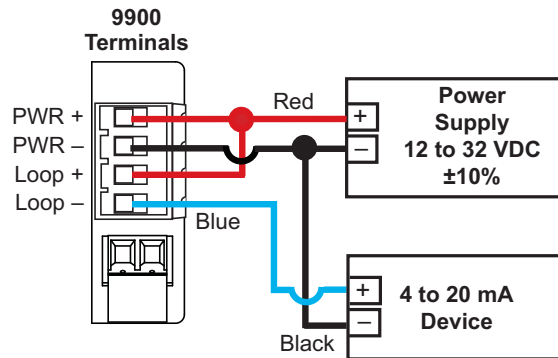 9900
Terminals
PWR +
PWR –
Loop +
Loop –
Red
Blue
Black
+
–
Power
Supply
12 to 32 VDC
±10%
+
–
4 to 20 mA
Device